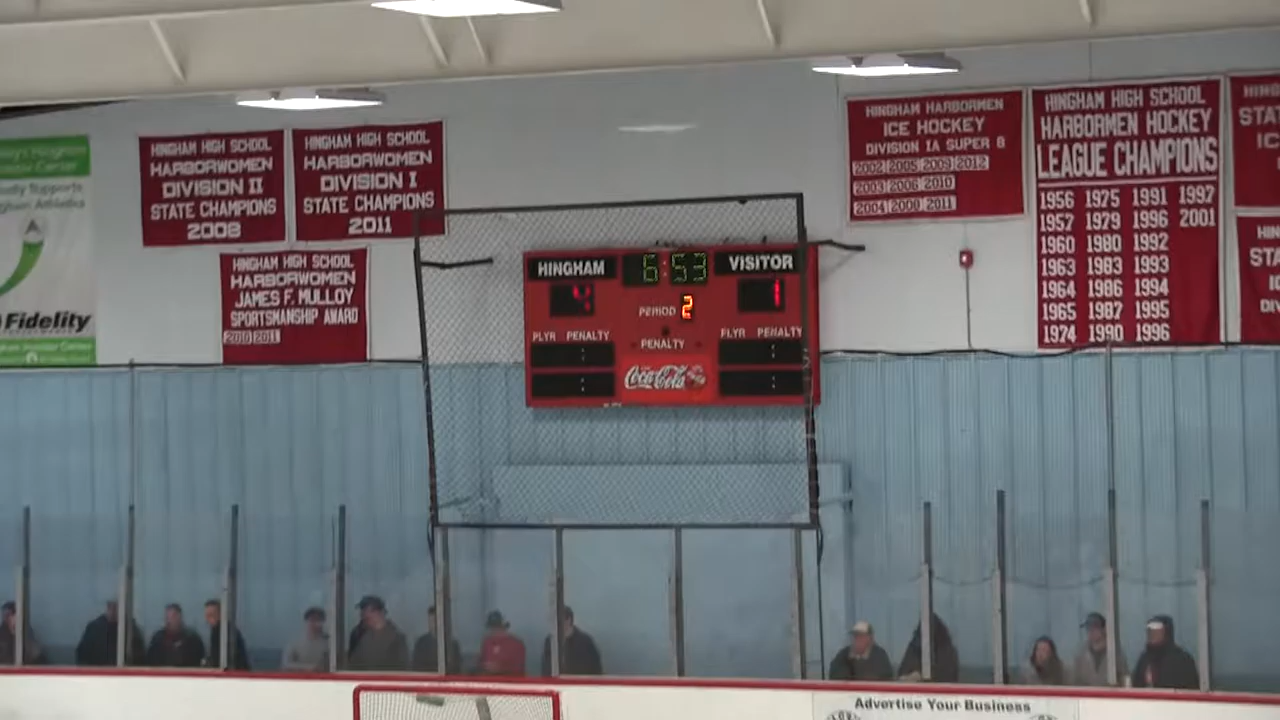 Fidelity
HINGHAM HIGH SCHOOL
HARBORWOMEN
DIVISION II
STATE CHAMPIONS
2008
HINGHAM HIGH SCHOOL
HARBORWOMEN
DIVISION I
STATE CHAMPIONS
2011
HINGHAM HIGH SCHOOL
HARBORWOMEN
JAMES F. MULLOY
SPORTSMANSHIP AWARD
2010 2011
HINGHAM 6:53 VISITOR
4 PERIOD 2 1
PLYR PENALTY PENALTY PLYR PENALTY
Coca-Cola
HINGHAM HARBORMEN
ICE HOCKEY
DIVISION IA SUPER 8
2002 2005 2009 2012
2003 2006 2010
2004 2008 2011
HINGHAM HIGH SCHOOL
HARBORMEN HOCKEY
LEAGUE CHAMPIONS
1956 1975 1991 1997
1957 1979 1996 2001
1960 1980 1992
1963 1983 1993
1964 1986 1994
1965 1987 1995
1974 1990 1996
Advertise Your Business